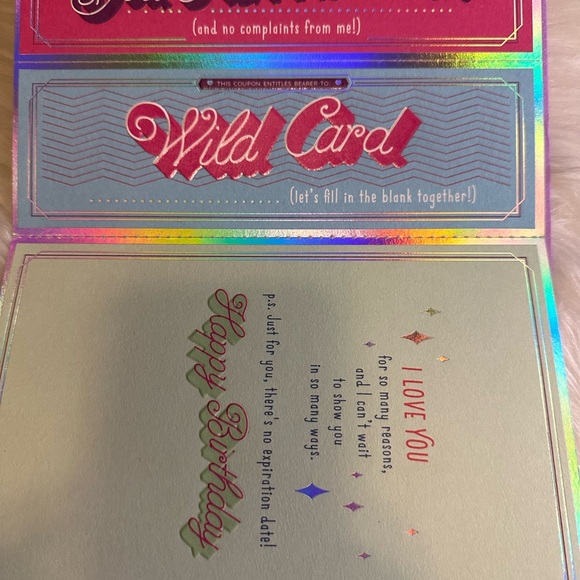 (and no complaints from me!)
THIS COUPON ENTITLES BEARER TO:
Wild Card
(let's fill in the blank together!)
I LOVE YOU
for so many reasons,
and I can't wait
to show you
in so many ways.
p.s. Just for you, there's no expiration date!
Happy Birthday